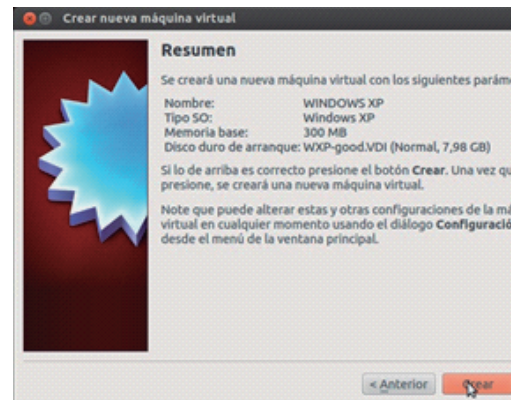 Crear nueva máquina virtual
Resumen
Se creará una nueva máquina virtual con los siguientes parám
Nombre: WINDOWS XP
Tipo SO: Windows XP
Memoria base: 300 MB
Disco duro de arranque: WXP-good.VDI (Normal, 7,98 GB)
Si lo de arriba es correcto presione el botón Crear. Una vez qu
presione, se creará una nueva máquina virtual.
Note que puede alterar estas y otras configuraciones de la má
virtual en cualquier momento usando el diálogo Configuració
desde el menú de la ventana principal.
< Anterior Crear